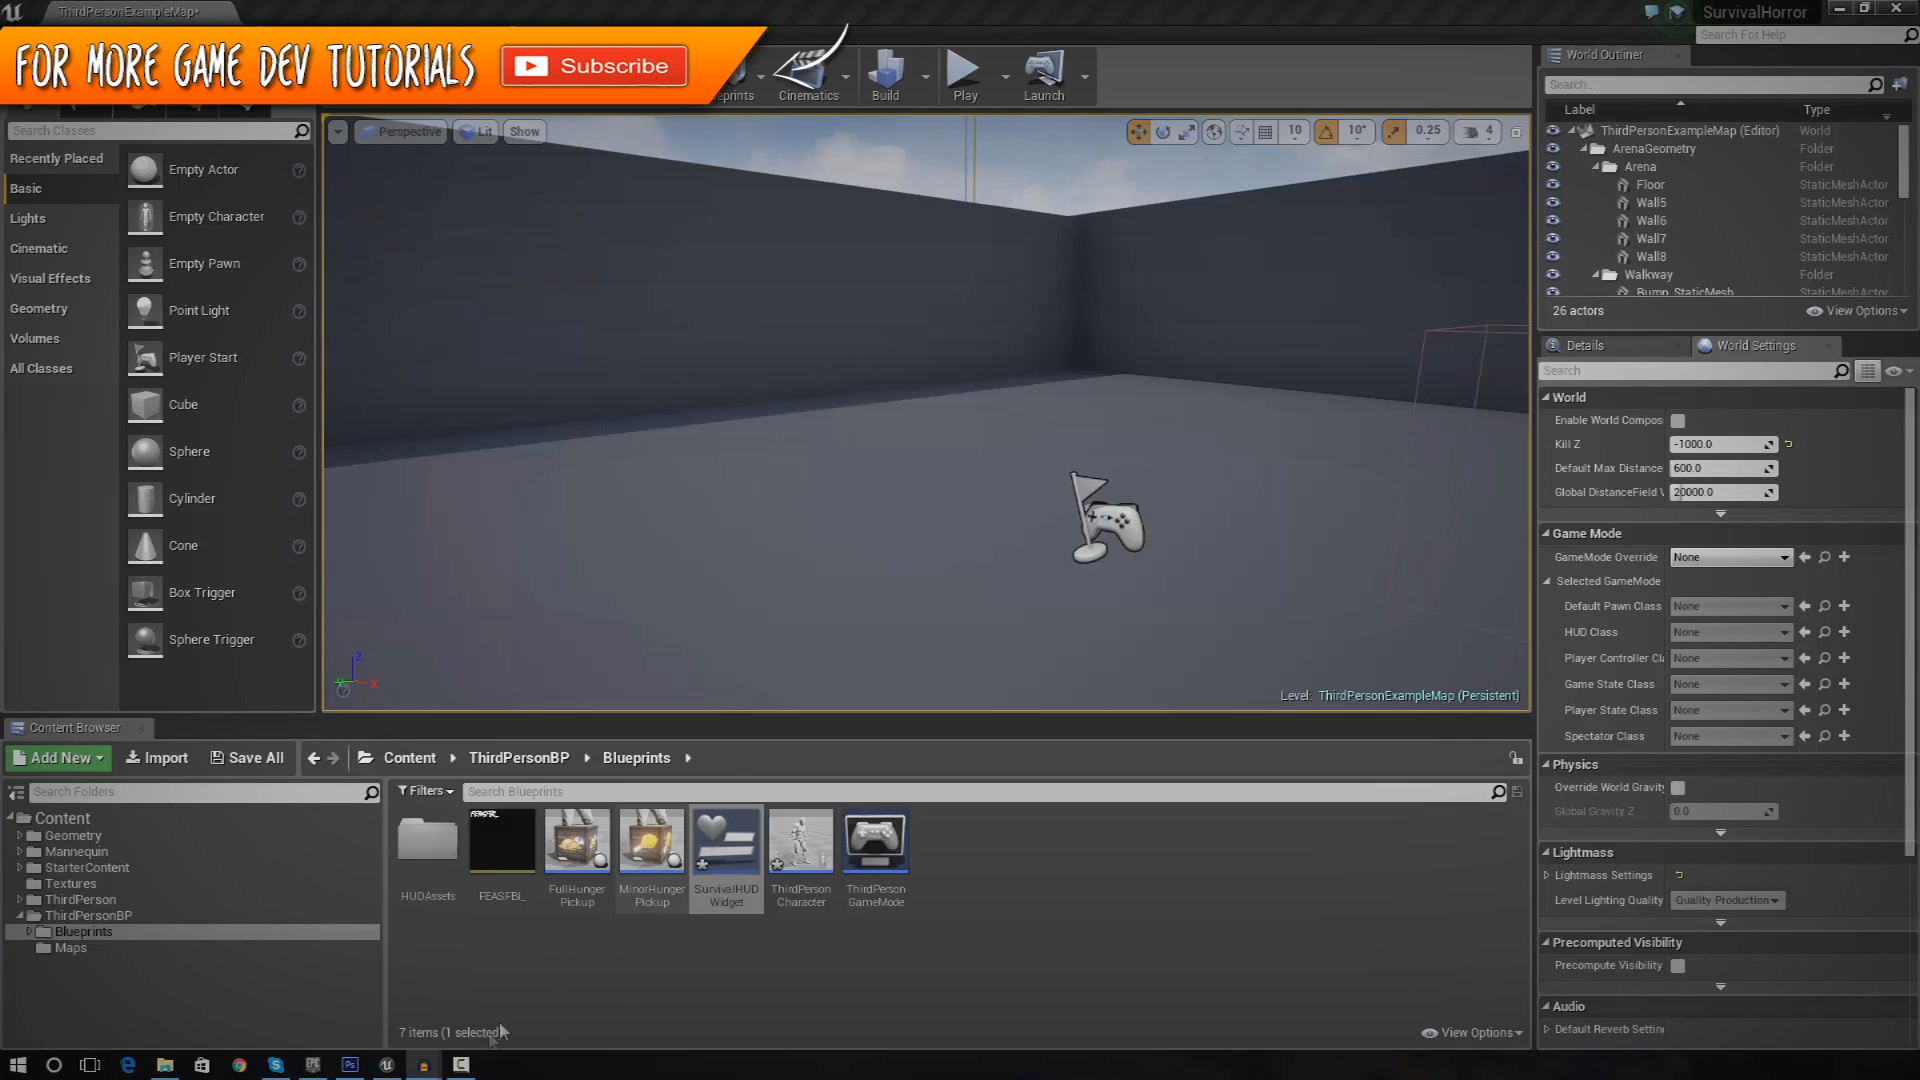 ThirdPersonExampleMap*
SurvivalHorror
FOR MORE GAME DEV TUTORIALS
Subscribe
Cinematics
Build
Play
Launch
Search For Help
World Outliner
Search...
Label
Type
ThirdPersonExampleMap (Editor)
World
ArenaGeometry
Folder
Arena
Folder
Floor
StaticMeshActor
Wall5
StaticMeshActor
Wall6
StaticMeshActor
Wall7
StaticMeshActor
Wall8
StaticMeshActor
Walkway
Folder
Bump_StaticMesh
StaticMeshActor
26 actors
View Options
Search Classes
Recently Placed
Basic
Lights
Cinematic
Visual Effects
Geometry
Volumes
All Classes
Empty Actor
Empty Character
Empty Pawn
Point Light
Player Start
Cube
Sphere
Cylinder
Cone
Box Trigger
Sphere Trigger
Perspective
Lit
Show
10
10°
0.25
4
Level: ThirdPersonExampleMap (Persistent)
Details
World Settings
Search
World
Enable World Compos
Kill Z
-1000.0
Default Max Distance
600.0
Global DistanceField V
20000.0
Game Mode
GameMode Override
None
Selected GameMode
Default Pawn Class
None
HUD Class
None
Player Controller Cl
None
Game State Class
None
Player State Class
None
Spectator Class
None
Physics
Override World Gravity
Global Gravity Z
0.0
Lightmass
Lightmass Settings
Level Lighting Quality
Quality Production
Precomputed Visibility
Precompute Visibility
Audio
Default Reverb Settin
Content Browser
Add New
Import
Save All
Content
ThirdPersonBP
Blueprints
Search Folders
Filters
Search Blueprints
Content
Geometry
Mannequin
StarterContent
Textures
ThirdPerson
ThirdPersonBP
Blueprints
Maps
HUDAssets
FEASFBI_
FullHunger
Pickup
MinorHunger
Pickup
SurvivalHUD
Widget
ThirdPerson
Character
ThirdPerson
GameMode
7 items (1 selected)
View Options